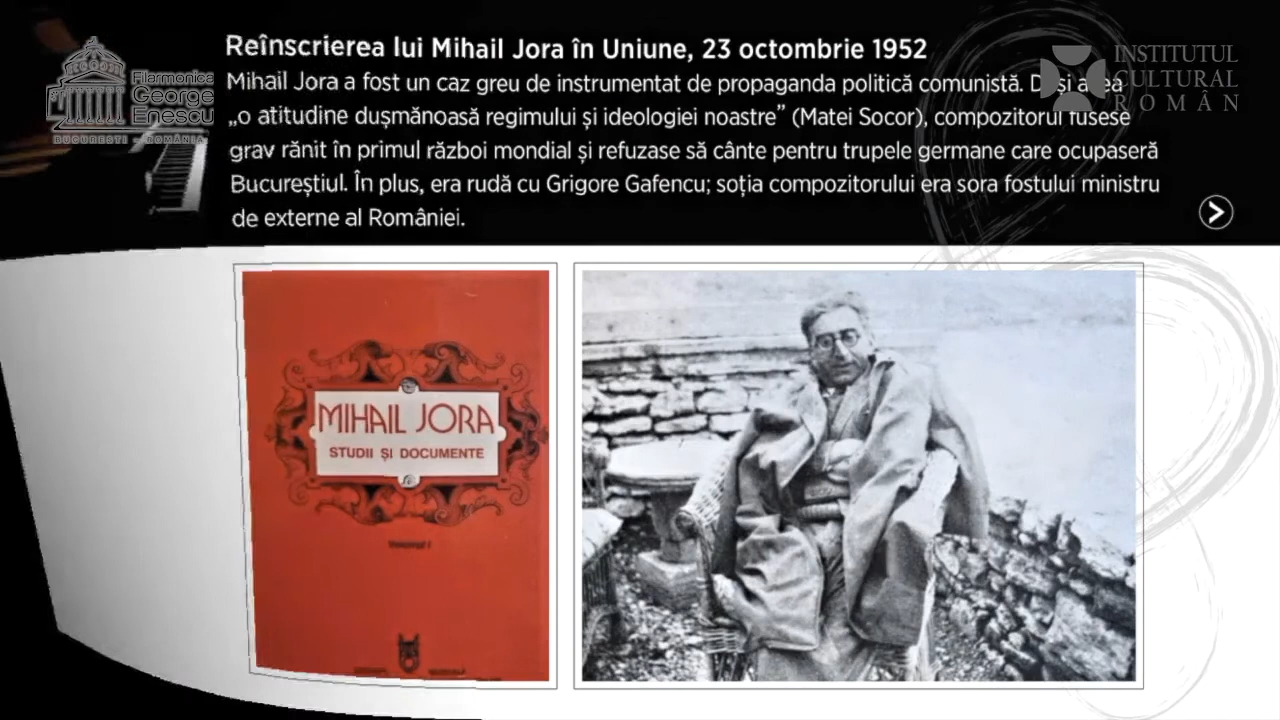 Reînscrierea lui Mihail Jora în Uniune, 23 octombrie 1952
Mihail Jora a fost un caz greu de instrumentat de propaganda politică comunistă. Deși avea
„o atitudine dușmănoasă regimului și ideologiei noastre” (Matei Socor), compozitorul fusese
grav rănit în primul război mondial și refuzase să cânte pentru trupele germane care ocupaseră
Bucureștiul. În plus, era rudă cu Grigore Gafencu; soția compozitorului era sora fostului ministru
de externe al României.
Filarmonica
George
Enescu
BUCUREȘTI – ROMÂNIA
INSTITUTUL
CULTURAL
ROMÂN
MIHAIL JORA
STUDII ȘI DOCUMENTE
Volumul I